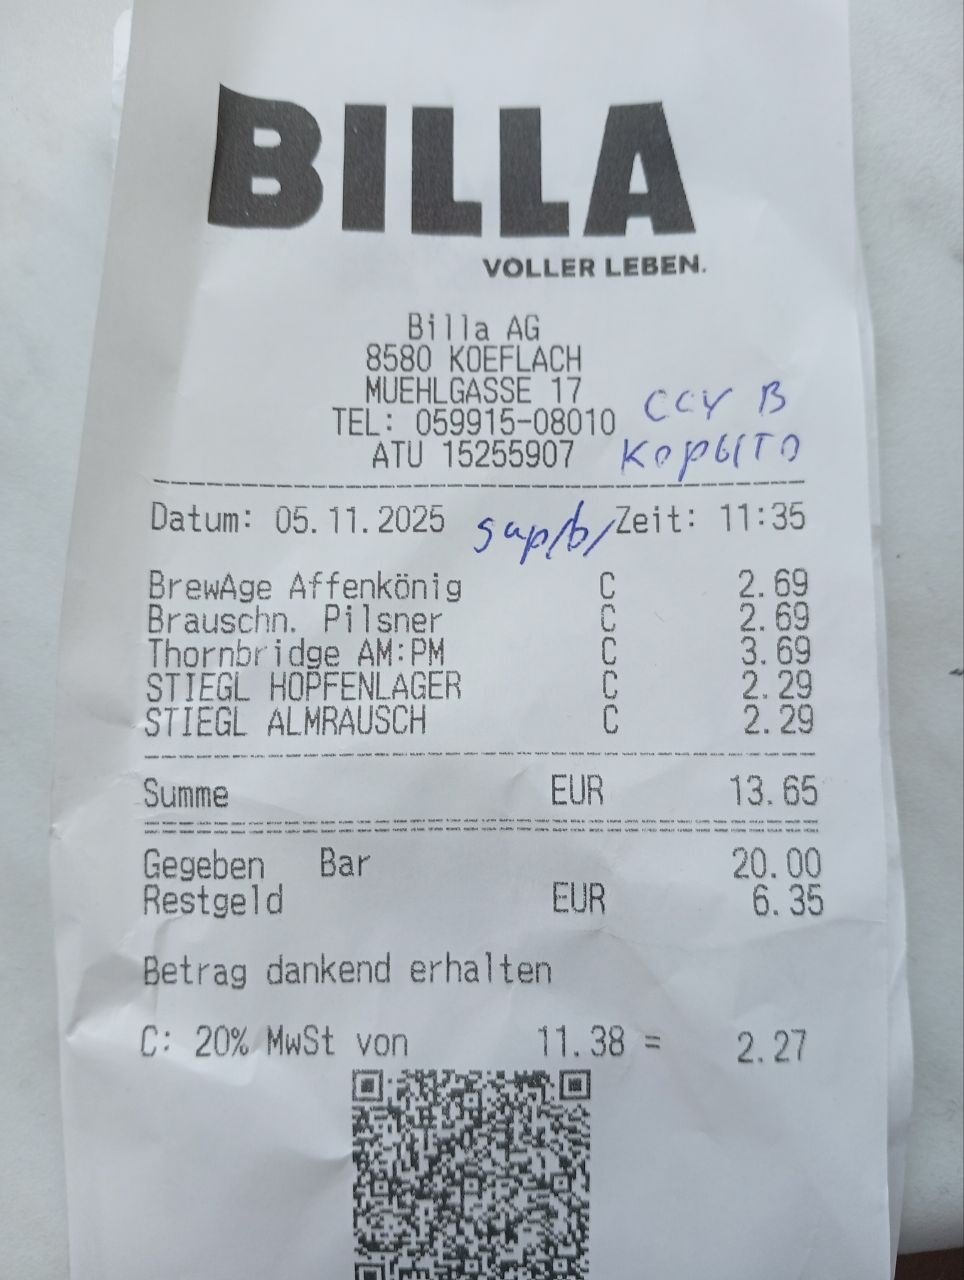 BILLA
VOLLER LEBEN.
Billa AG
8580 KOEFLACH
MUEHLGASSE 17
TEL: 059915-08010
ATU 15255907
ССУ В
КОРЫТО
Datum: 05.11.2025 Zeit: 11:35
BrewAge Affenkönig C 2.69
Brauschn. Pilsner C 2.69
Thornbridge AM:PM C 3.69
STIEGL HOPFENLAGER C 2.29
STIEGL ALMRAUSCH C 2.29
Summe EUR 13.65
Gegeben Bar 20.00
Restgeld EUR 6.35
Betrag dankend erhalten
C: 20% MwSt von 11.38 = 2.27